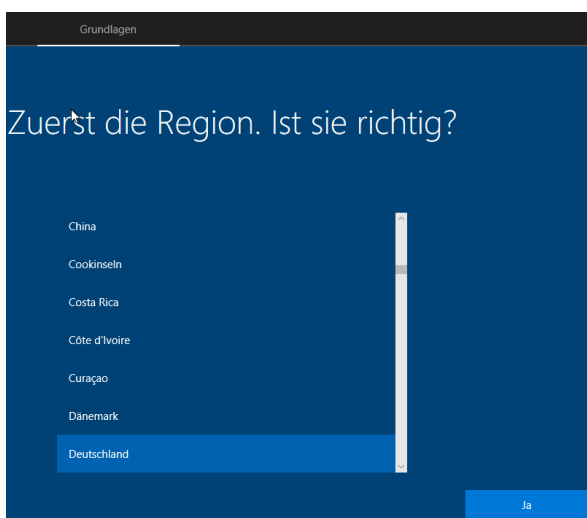 Grundlagen
Zuerst die Region. Ist sie richtig?
China
Cookinseln
Costa Rica
Côte d'Ivoire
Curaçao
Dänemark
Deutschland
Ja